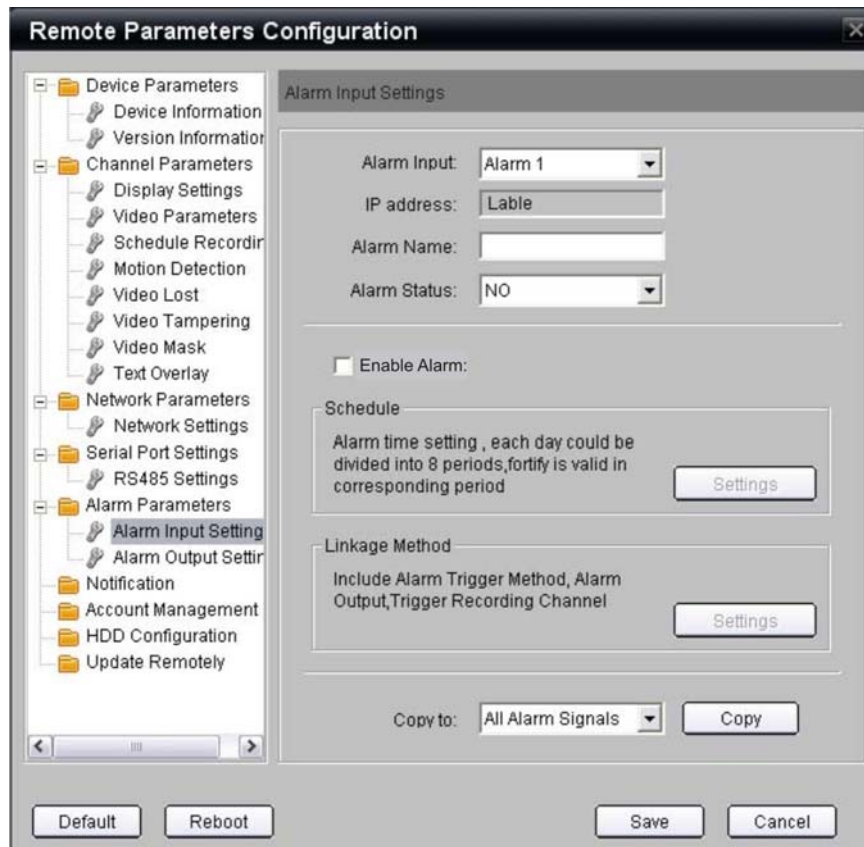 Remote Parameters Configuration
Device Parameters
Device Information
Version Information
Channel Parameters
Display Settings
Video Parameters
Schedule Recordin
Motion Detection
Video Lost
Video Tampering
Video Mask
Text Overlay
Network Parameters
Network Settings
Serial Port Settings
RS485 Settings
Alarm Parameters
Alarm Input Setting
Alarm Output Settin
Notification
Account Management
HDD Configuration
Update Remotely
Alarm Input Settings
Alarm Input: Alarm 1
IP address: Lable
Alarm Name:
Alarm Status: NO
Enable Alarm:
Schedule
Alarm time setting , each day could be
divided into 8 periods,fortify is valid in
corresponding period
Settings
Linkage Method
Include Alarm Trigger Method, Alarm
Output,Trigger Recording Channel
Settings
Copy to: All Alarm Signals Copy
Default Reboot Save Cancel